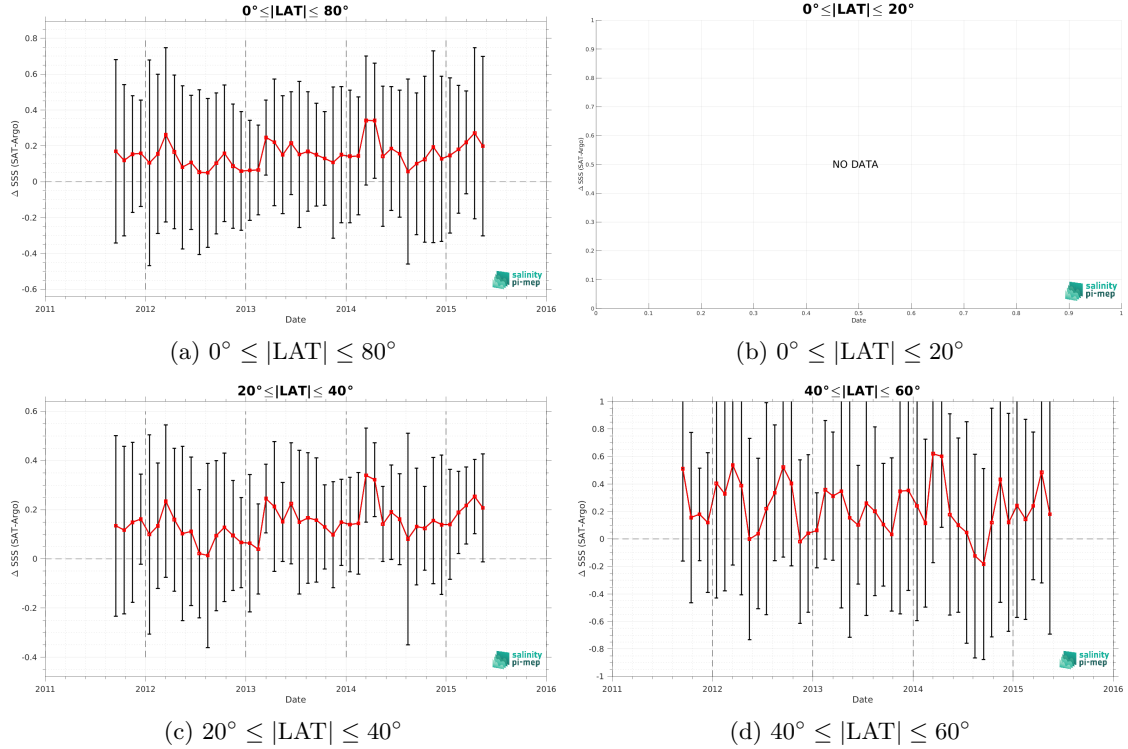 0°≤|LAT|≤ 80°
Δ SSS (SAT-Argo)
0.8
0.6
0.4
0.2
0
-0.2
-0.4
-0.6
2011
2012
2013
2014
2015
2016
Date
salinity
pi-mep
(a) 0° ≤ |LAT| ≤ 80°
0°≤|LAT|≤ 20°
Δ SSS (SAT-Argo)
1
0.9
0.8
0.7
0.6
0.5
0.4
0.3
0.2
0.1
0
NO DATA
0
0.1
0.2
0.3
0.4
0.5
0.6
0.7
0.8
0.9
1
Date
salinity
pi-mep
(b) 0° ≤ |LAT| ≤ 20°
20°≤|LAT|≤ 40°
Δ SSS (SAT-Argo)
0.6
0.4
0.2
0
-0.2
-0.4
2011
2012
2013
2014
2015
2016
Date
salinity
pi-mep
(c) 20° ≤ |LAT| ≤ 40°
40°≤|LAT|≤ 60°
Δ SSS (SAT-Argo)
1
0.8
0.6
0.4
0.2
0
-0.2
-0.4
-0.6
-0.8
-1
2011
2012
2013
2014
2015
2016
Date
salinity
pi-mep
(d) 40° ≤ |LAT| ≤ 60°